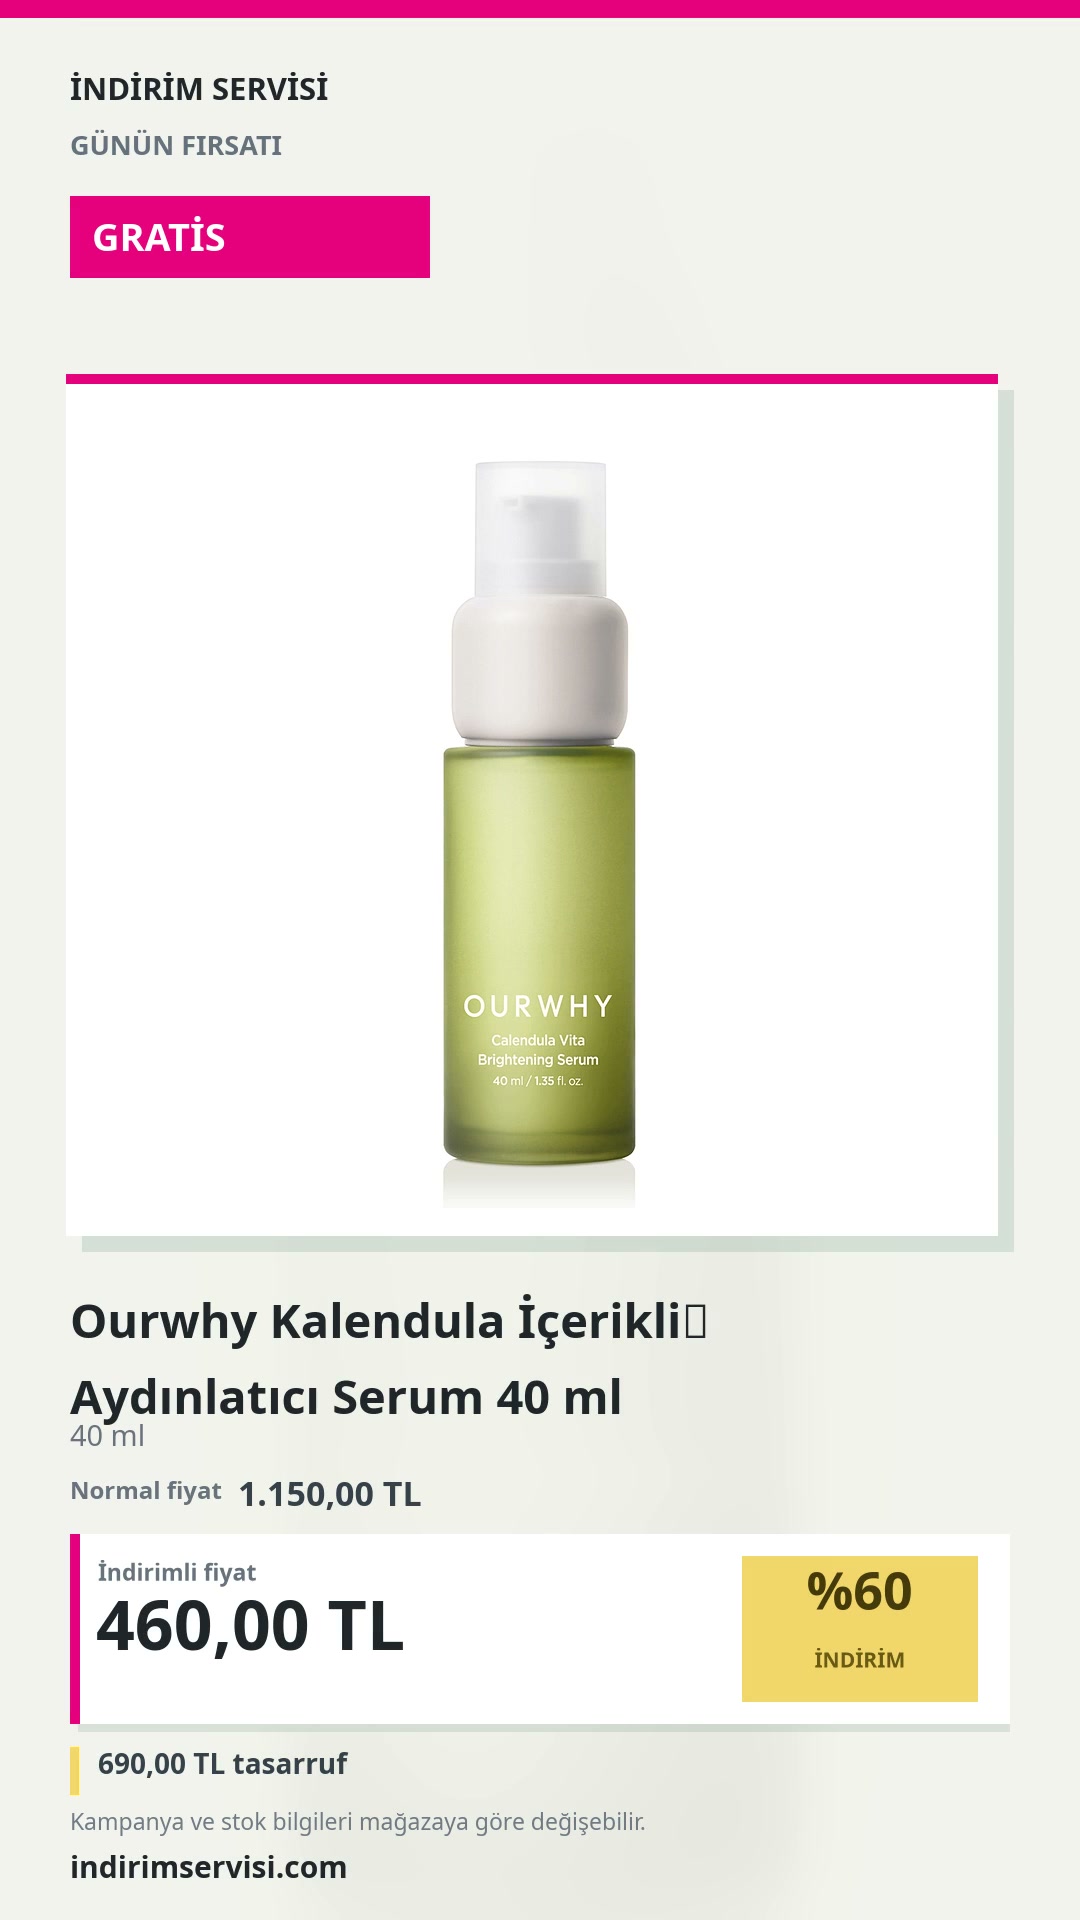 İNDİRİM SERVİSİ
GÜNÜN FIRSATI
GRATİS
OURWHY
Calendula Vita
Brightening Serum
40 ml / 1.35 fl. oz.
Ourwhy Kalendula İçerikli
Aydınlatıcı Serum 40 ml
40 ml
Normal fiyat 1.150,00 TL
İndirimli fiyat
460,00 TL
%60
İNDİRİM
690,00 TL tasarruf
Kampanya ve stok bilgileri mağazaya göre değişebilir.
indirimservisi.com